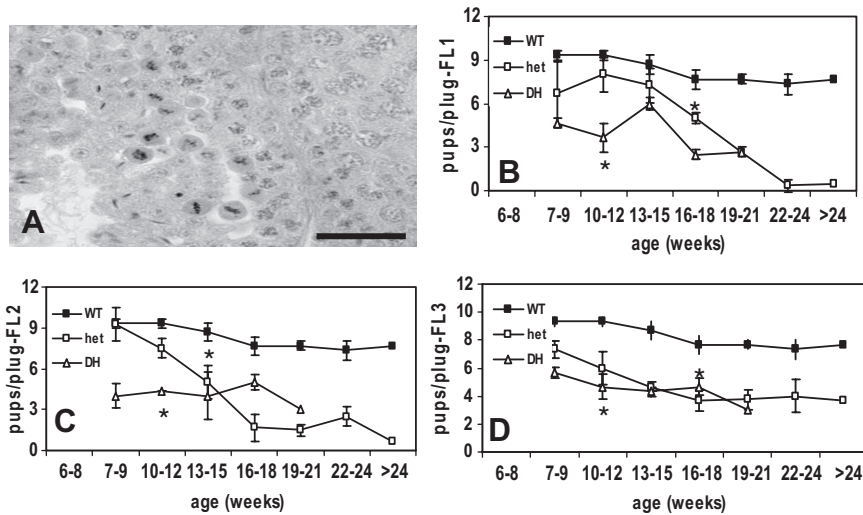 A
B
pups/plug-FL1
12
9
6
3
0
WT
het
DH
*
*
6-8 7-9 10-12 13-15 16-18 19-21 22-24 >24
age (weeks)
C
pups/plug-FL2
12
9
6
3
0
WT
het
DH
*
*
6-8 7-9 10-12 13-15 16-18 19-21 22-24 >24
age (weeks)
D
pups/plug-FL3
12
10
8
6
4
2
0
WT
het
DH
*
*
6-8 7-9 10-12 13-15 16-18 19-21 22-24 >24
age (weeks)